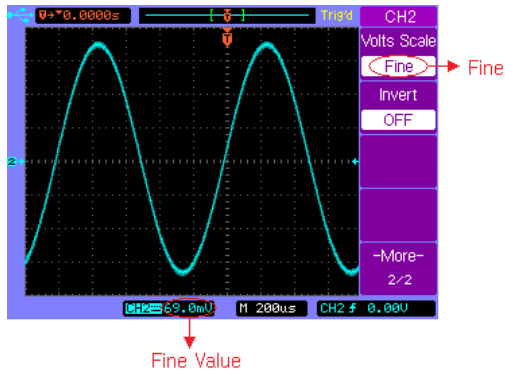 T→▼0.0000s [ T ] Trig'd CH2
T
Volts Scale
Fine
Fine
Invert
OFF
2
-More-
2/2
CH2 69.0mV M 200us CH2 0.00V
Fine Value